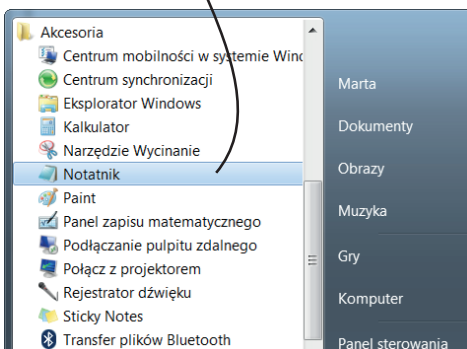 Akcesoria
Centrum mobilności w systemie Winc
Centrum synchronizacji
Eksplorator Windows
Kalkulator
Narzędzie Wycinanie
Notatnik
Paint
Panel zapisu matematycznego
Podłączanie pulpitu zdalnego
Połącz z projektorem
Rejestrator dźwięku
Sticky Notes
Transfer plików Bluetooth
Marta
Dokumenty
Obrazy
Muzyka
Gry
Komputer
Panel sterowania